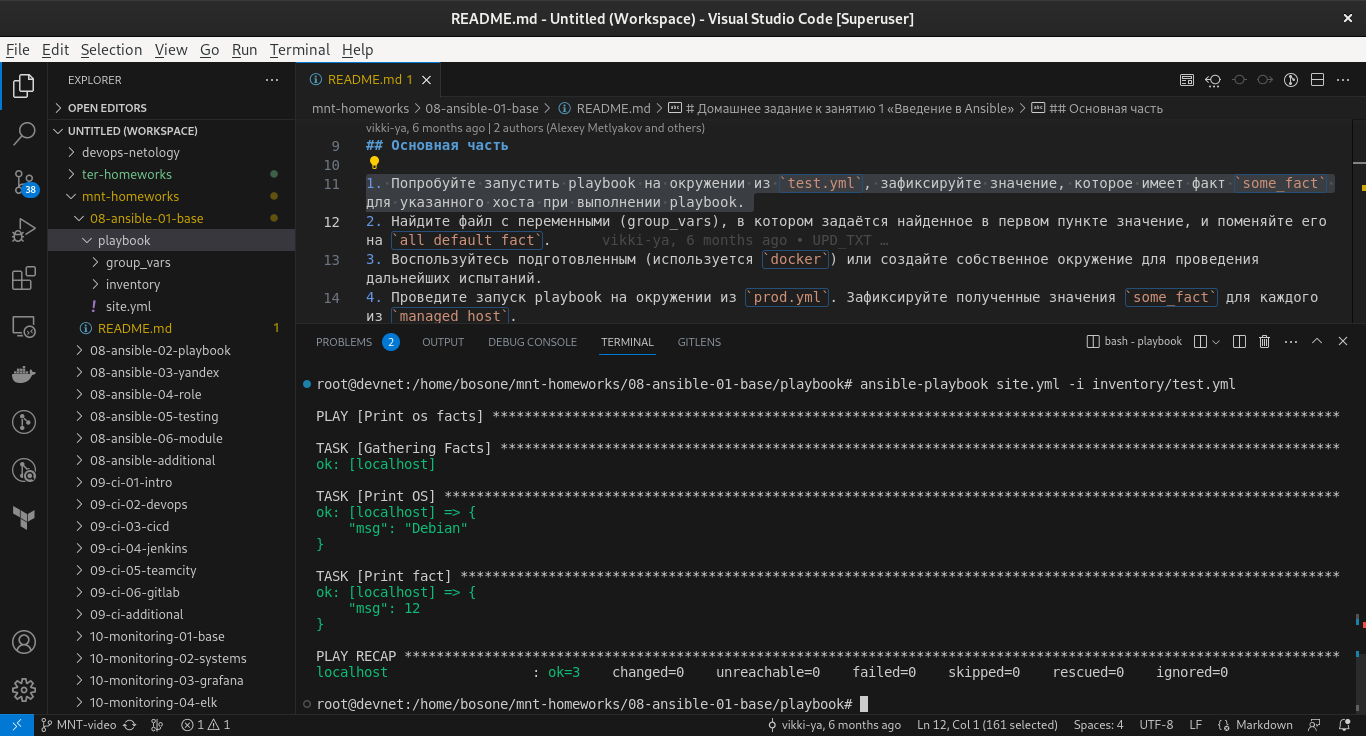 README.md - Untitled (Workspace) - Visual Studio Code [Superuser]
File Edit Selection View Go Run Terminal Help
EXPLORER
OPEN EDITORS
UNTITLED (WORKSPACE)
devops-netology
ter-homeworks
mnt-homeworks
08-ansible-01-base
playbook
group_vars
inventory
! site.yml
README.md 1
08-ansible-02-playbook
08-ansible-03-yandex
08-ansible-04-role
08-ansible-05-testing
08-ansible-06-module
08-ansible-additional
09-ci-01-intro
09-ci-02-devops
09-ci-03-cicd
09-ci-04-jenkins
09-ci-05-teamcity
09-ci-06-gitlab
09-ci-additional
10-monitoring-01-base
10-monitoring-02-systems
10-monitoring-03-grafana
10-monitoring-04-elk
38
README.md 1
mnt-homeworks > 08-ansible-01-base > README.md > # Домашнее задание к занятию 1 «Введение в Ansible» > ## Основная часть
vikki-ya, 6 months ago | 2 authors (Alexey Metlyakov and others)
9 ## Основная часть
10
11 1. Попробуйте запустить playbook на окружении из `test.yml`, зафиксируйте значение, которое имеет факт `some_fact`
для указанного хоста при выполнении playbook.
12 2. Найдите файл с переменными (group_vars), в котором задаётся найденное в первом пункте значение, и поменяйте его
на `all default fact`. vikki-ya, 6 months ago • UPD_TXT …
13 3. Воспользуйтесь подготовленным (используется `docker`) или создайте собственное окружение для проведения
дальнейших испытаний.
14 4. Проведите запуск playbook на окружении из `prod.yml`. Зафиксируйте полученные значения `some_fact` для каждого
из `managed host`.
PROBLEMS 2 OUTPUT DEBUG CONSOLE TERMINAL GITLENS
bash - playbook
root@devnet:/home/bosone/mnt-homeworks/08-ansible-01-base/playbook# ansible-playbook site.yml -i inventory/test.yml
PLAY [Print os facts] **********************************************************************************************************
TASK [Gathering Facts] *********************************************************************************************************
ok: [localhost]
TASK [Print OS] ****************************************************************************************************************
ok: [localhost] => {
"msg": "Debian"
}
TASK [Print fact] **************************************************************************************************************
ok: [localhost] => {
"msg": 12
}
PLAY RECAP *********************************************************************************************************************
localhost : ok=3 changed=0 unreachable=0 failed=0 skipped=0 rescued=0 ignored=0
root@devnet:/home/bosone/mnt-homeworks/08-ansible-01-base/playbook#
MNT-video 1 1 vikki-ya, 6 months ago Ln 12, Col 1 (161 selected) Spaces: 4 UTF-8 LF Markdown